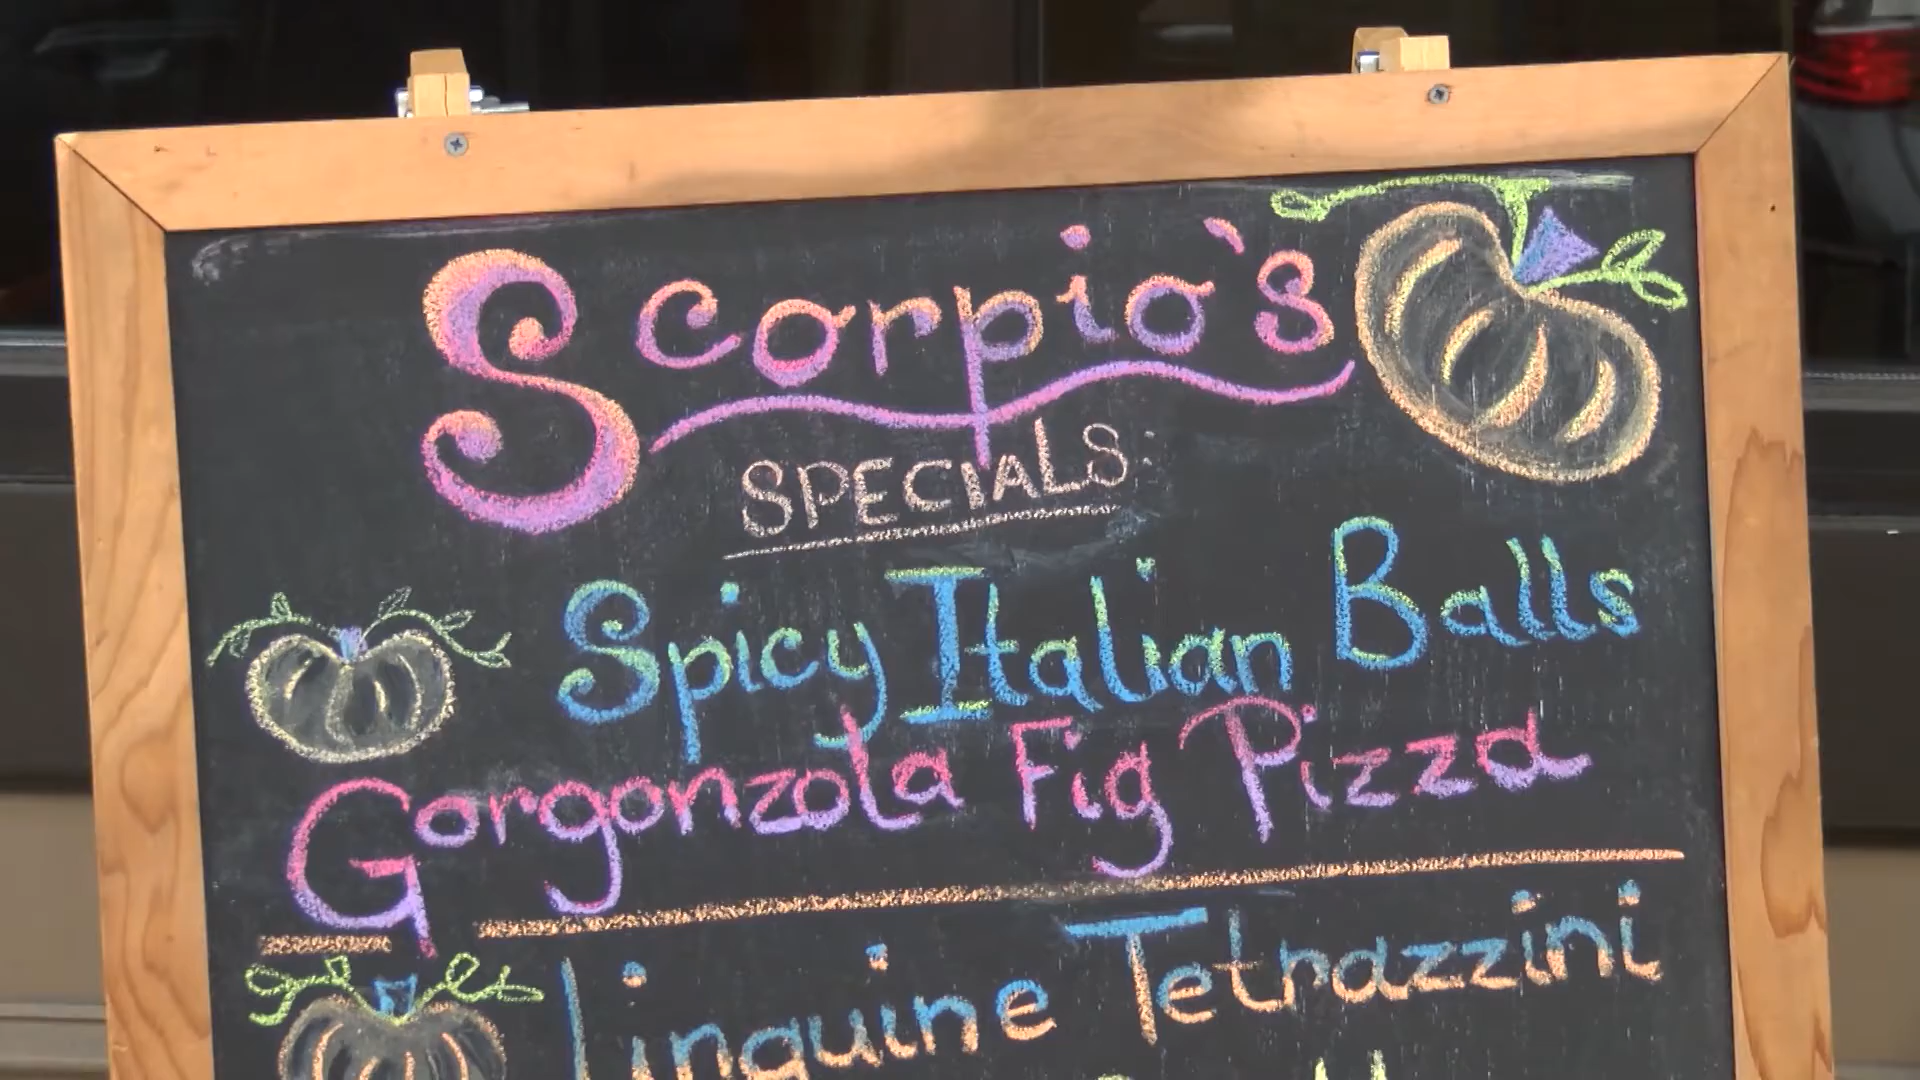 Scorpio's
SPECIALS:
Spicy Italian Balls
Gorgonzola Fig Pizza
Linguine Tetrazzini